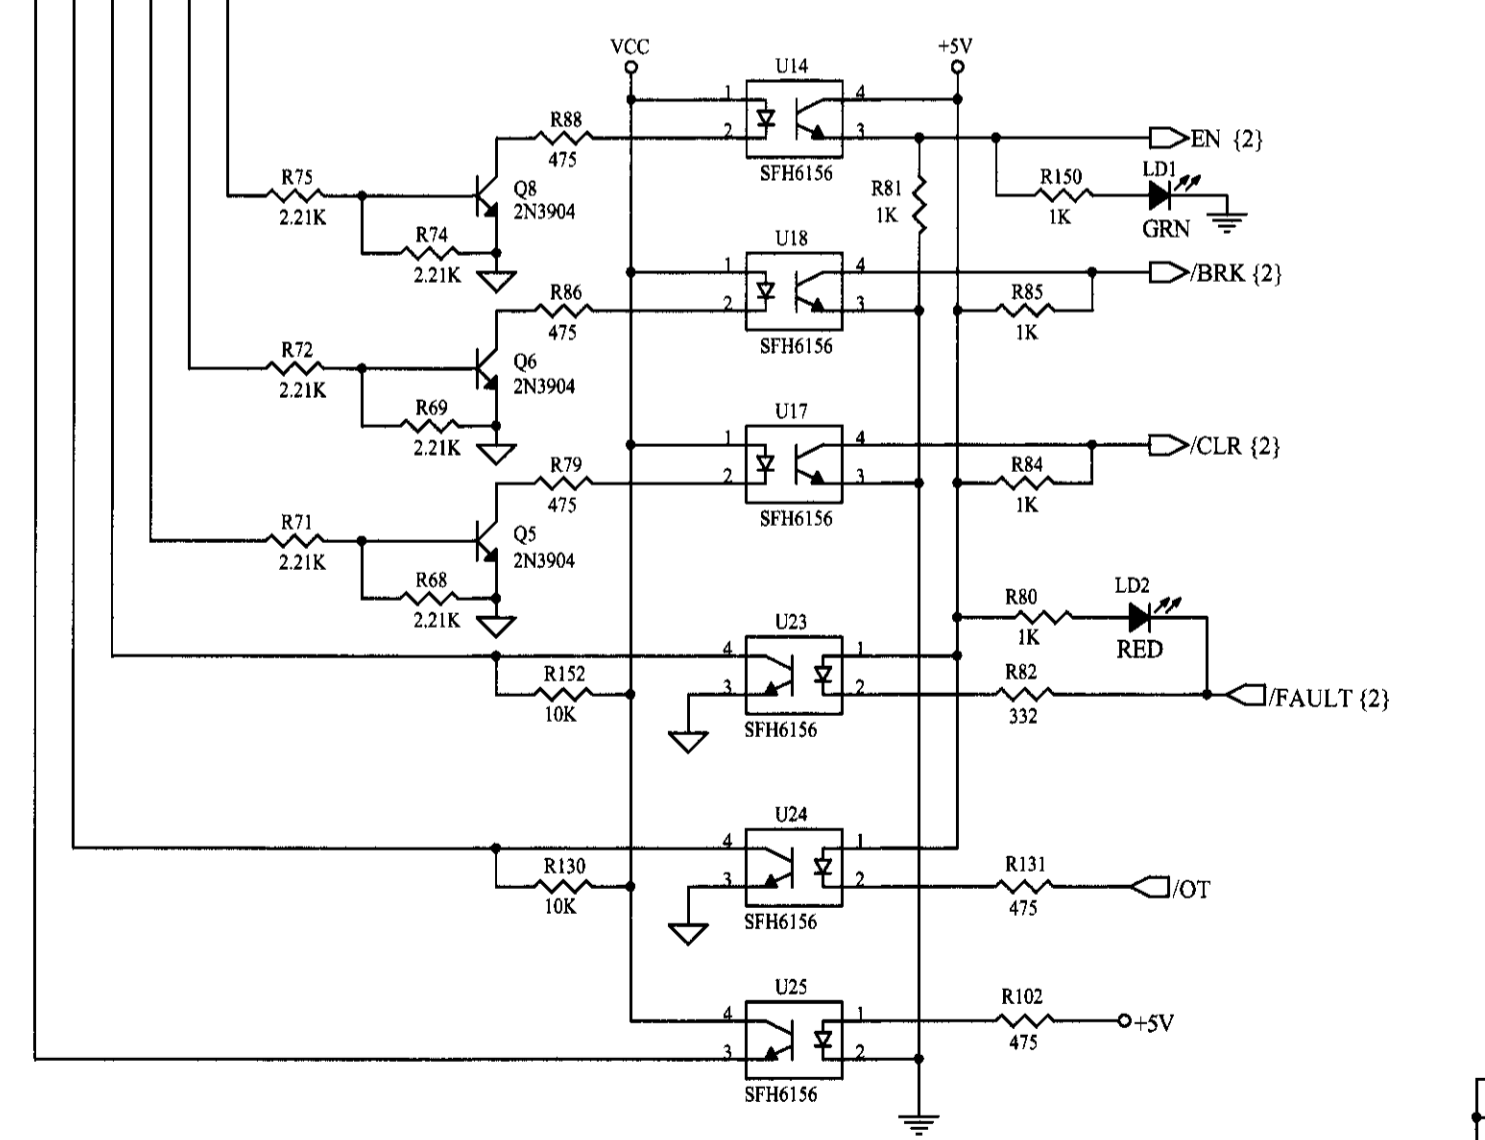 VCC
+5V
U14
1
4
R88
2
3
EN {2}
475
SFH6156
R150
LD1
R75
Q8
R81
2.21K
2N3904
1K
1K
GRN
R74
U18
2.21K
1
4
/BRK {2}
R86
R85
2
3
475
1K
SFH6156
R72
Q6
2.21K
2N3904
R69
U17
2.21K
1
4
/CLR {2}
R79
R84
2
3
475
1K
SFH6156
R71
Q5
2.21K
2N3904
R68
LD2
R80
2.21K
U23
1K
RED
4
1
R152
R82
3
2
/FAULT {2}
10K
332
SFH6156
U24
4
1
R130
R131
3
2
/OT
10K
475
SFH6156
U25
R102
4
1
+5V
475
3
2
SFH6156